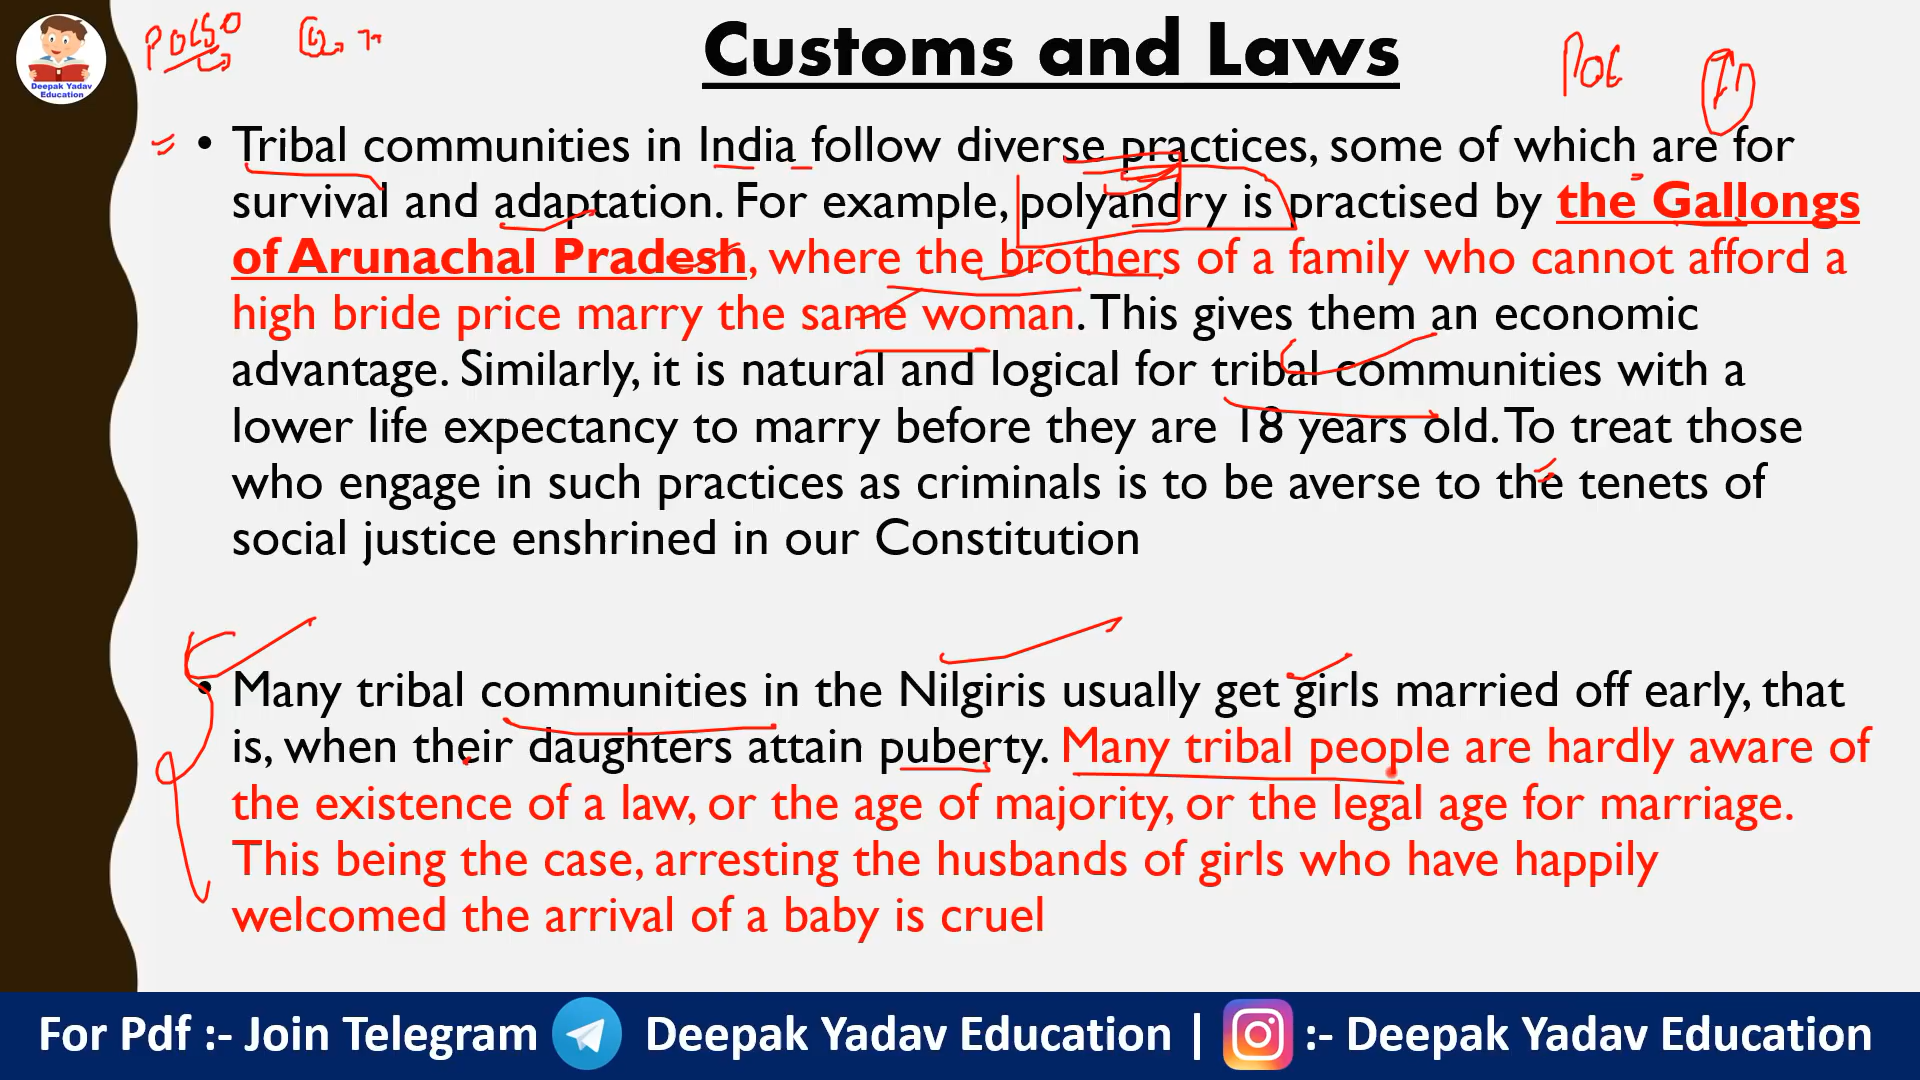 Deepak Yadav
Education
POCSO
Customs and Laws
• Tribal communities in India follow diverse practices, some of which are for
survival and adaptation. For example, polyandry is practised by the Gallongs
of Arunachal Pradesh, where the brothers of a family who cannot afford a
high bride price marry the same woman. This gives them an economic
advantage. Similarly, it is natural and logical for tribal communities with a
lower life expectancy to marry before they are 18 years old. To treat those
who engage in such practices as criminals is to be averse to the tenets of
social justice enshrined in our Constitution
• Many tribal communities in the Nilgiris usually get girls married off early, that
is, when their daughters attain puberty. Many tribal people are hardly aware of
the existence of a law, or the age of majority, or the legal age for marriage.
This being the case, arresting the husbands of girls who have happily
welcomed the arrival of a baby is cruel
For Pdf :- Join Telegram Deepak Yadav Education | :- Deepak Yadav Education